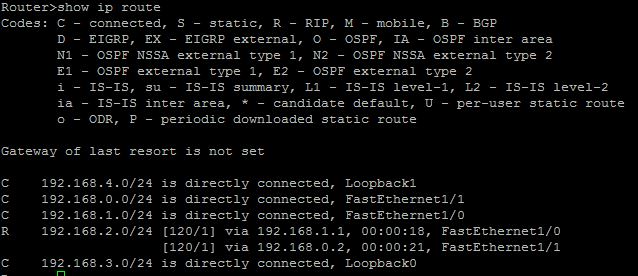 Router>show ip route
Codes: C - connected, S - static, R - RIP, M - mobile, B - BGP
       D - EIGRP, EX - EIGRP external, O - OSPF, IA - OSPF inter area
       N1 - OSPF NSSA external type 1, N2 - OSPF NSSA external type 2
       E1 - OSPF external type 1, E2 - OSPF external type 2
       i - IS-IS, su - IS-IS summary, L1 - IS-IS level-1, L2 - IS-IS level-2
       ia - IS-IS inter area, * - candidate default, U - per-user static route
       o - ODR, P - periodic downloaded static route
Gateway of last resort is not set
C    192.168.4.0/24 is directly connected, Loopback1
C    192.168.0.0/24 is directly connected, FastEthernet1/1
C    192.168.1.0/24 is directly connected, FastEthernet1/0
R    192.168.2.0/24 [120/1] via 192.168.1.1, 00:00:18, FastEthernet1/0
                    [120/1] via 192.168.0.2, 00:00:21, FastEthernet1/1
C    192.168.3.0/24 is directly connected, Loopback0